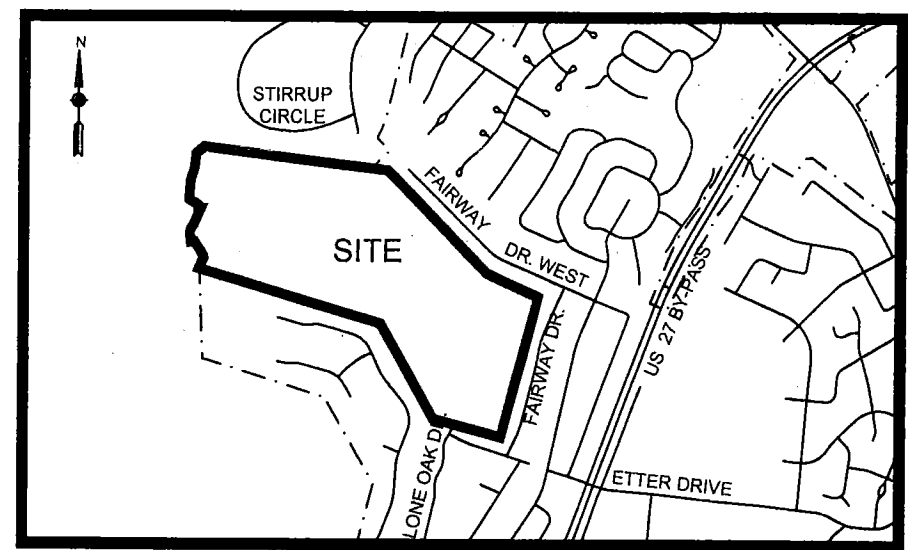 N
STIRRUP
CIRCLE
FAIRWAY
DR. WEST
SITE
US 27 BY-PASS
FAIRWAY DR.
LONE OAK D
ETTER DRIVE